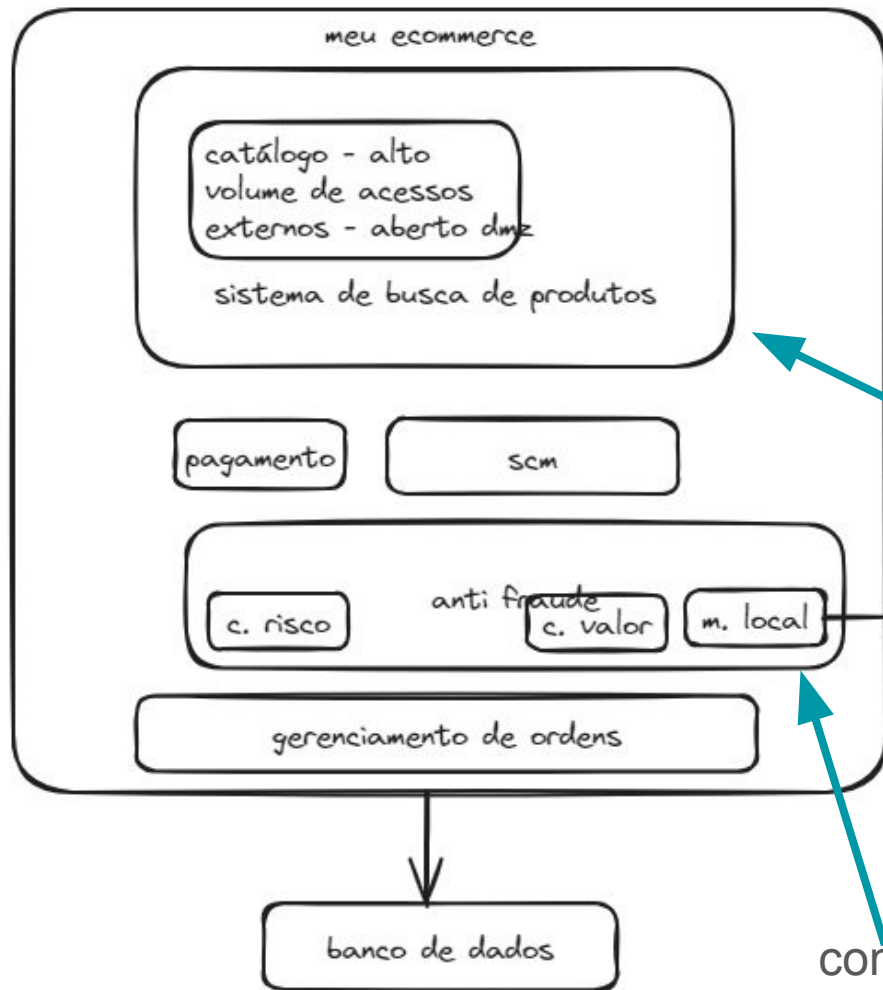 meu ecommerce
catálogo - alto
volume de acessos
externos - aberto dmz
sistema de busca de produtos
pagamento
scm
anti fraude
c. risco
c. valor
m. local
gerenciamento de ordens
banco de dados